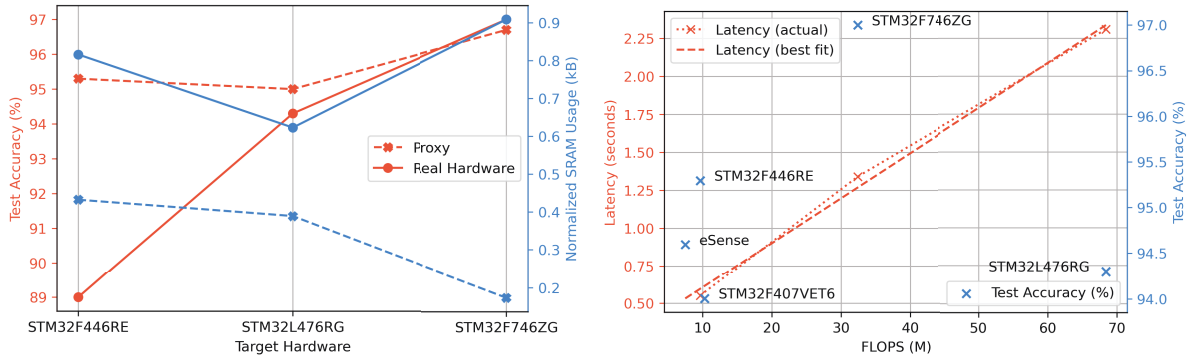 97
96
95
94
93
92
91
90
89
Test Accuracy (%)
0.9
0.8
0.7
0.6
0.5
0.4
0.3
0.2
Normalized SRAM Usage (kB)
Proxy
Real Hardware
STM32F446RE
STM32L476RG
STM32F746ZG
Target Hardware
Latency (actual)
Latency (best fit)
STM32F746ZG
STM32F446RE
eSense
STM32F407VET6
STM32L476RG
Test Accuracy (%)
2.25
2.00
1.75
1.50
1.25
1.00
0.75
0.50
Latency (seconds)
97.0
96.5
96.0
95.5
95.0
94.5
94.0
Test Accuracy (%)
10
20
30
40
50
60
70
FLOPS (M)